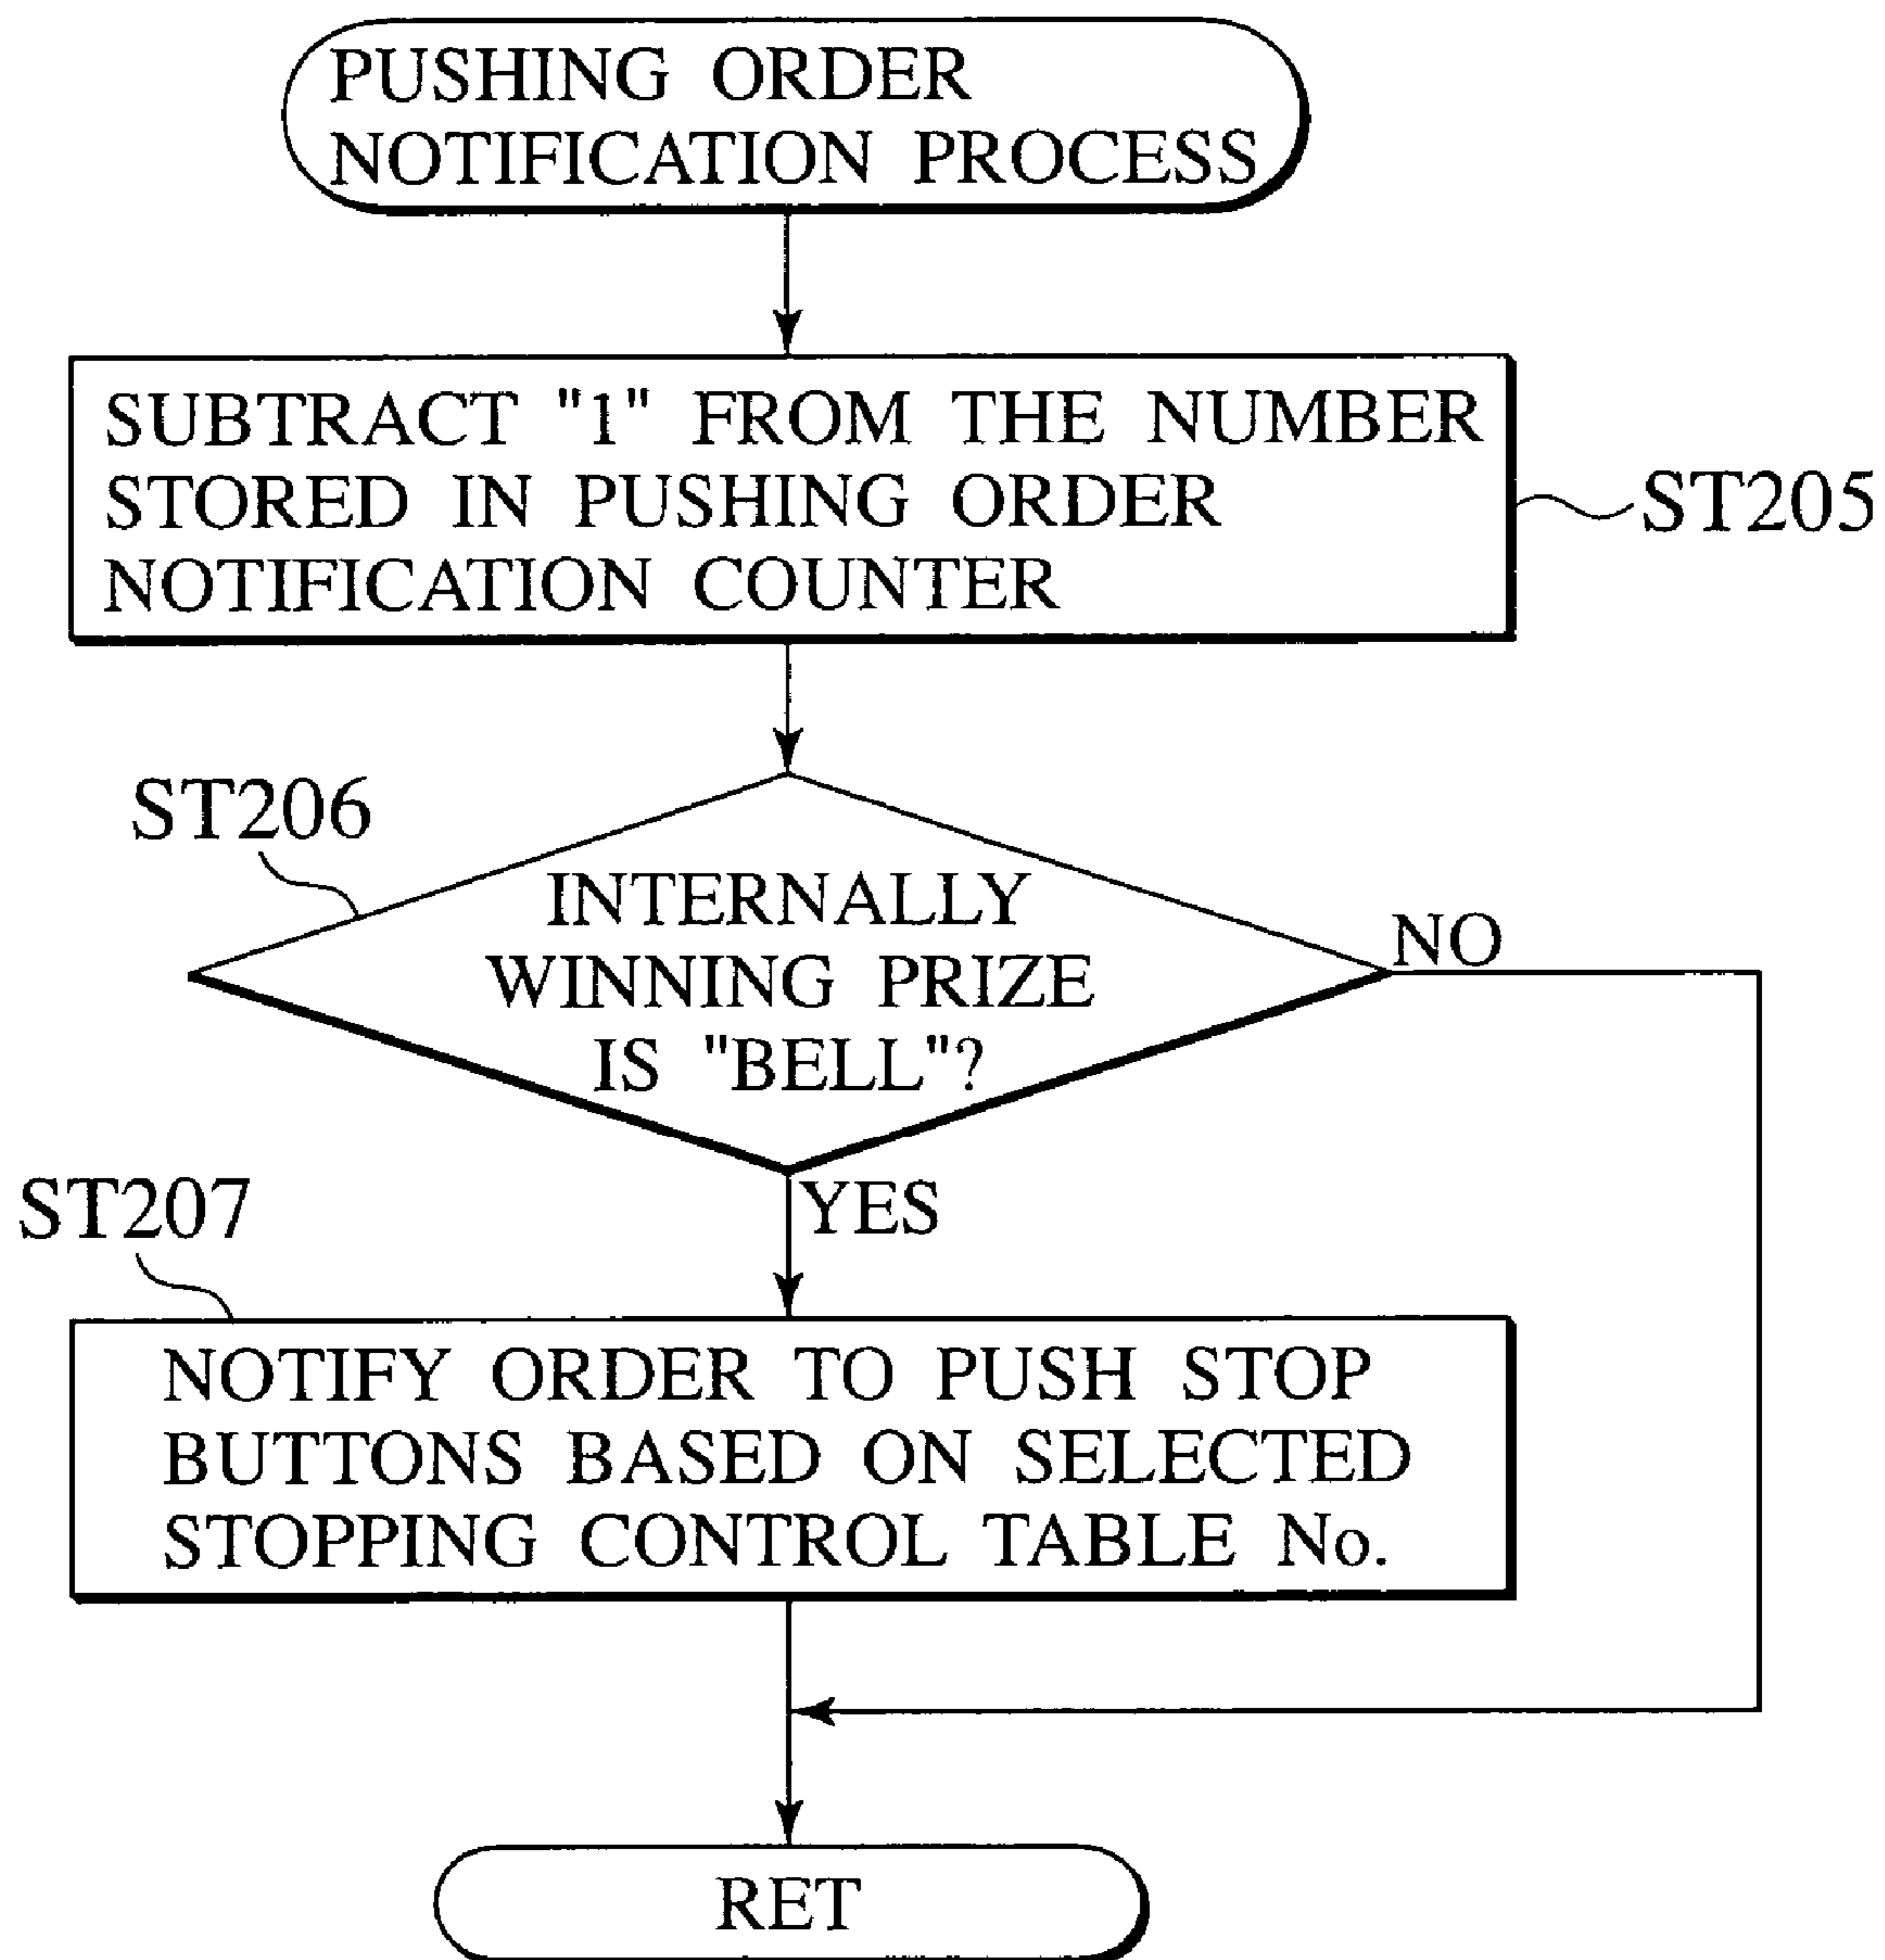 PUSHING ORDER
NOTIFICATION PROCESS
SUBTRACT "1" FROM THE NUMBER
STORED IN PUSHING ORDER
NOTIFICATION COUNTER
ST205
ST206
INTERNALLY
WINNING PRIZE
IS "BELL"?
NO
YES
ST207
NOTIFY ORDER TO PUSH STOP
BUTTONS BASED ON SELECTED
STOPPING CONTROL TABLE No.
RET